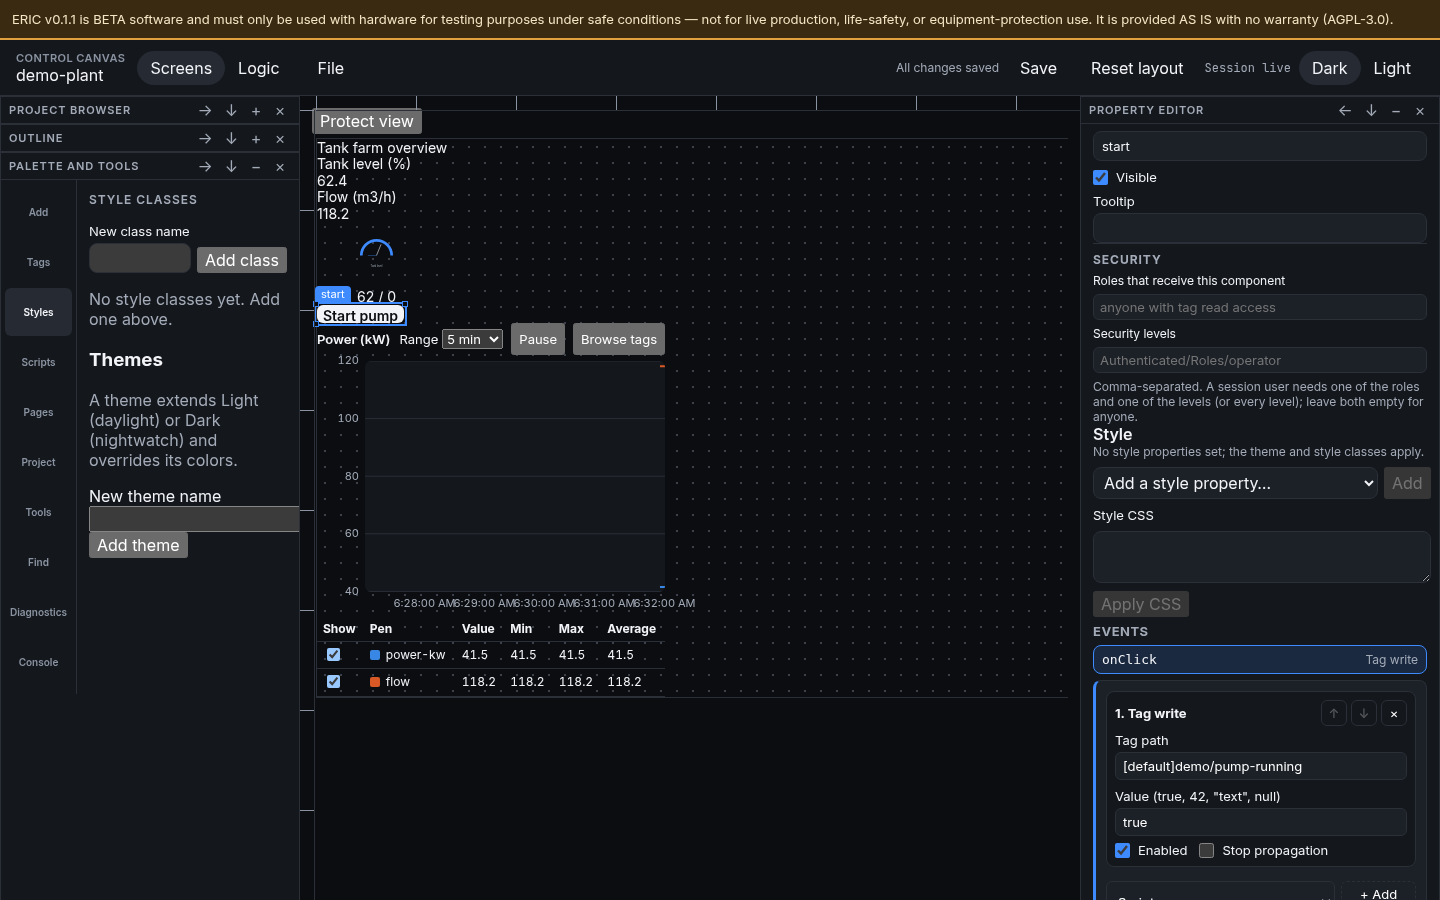 ERIC v0.1.1 is BETA software and must only be used with hardware for testing purposes under safe conditions — not for live production, life-safety, or equipment-protection use. It is provided AS IS with no warranty (AGPL-3.0).
CONTROL CANVAS
demo-plant
Screens
Logic
File
All changes saved
Save
Reset layout
Session live
Dark
Light
PROJECT BROWSER
OUTLINE
PALETTE AND TOOLS
Add
Tags
Styles
Scripts
Pages
Project
Tools
Find
Diagnostics
Console
STYLE CLASSES
New class name
Add class
No style classes yet. Add
one above.
Themes
A theme extends Light
(daylight) or Dark
(nightwatch) and
overrides its colors.
New theme name
Add theme
Protect view
Tank farm overview
Tank level (%)
62.4
Flow (m3/h)
118.2
start
62 / 0
Start pump
Power (kW)
Range
5 min
Pause
Browse tags
120
100
80
60
40
6:28:00 AM
6:29:00 AM
6:30:00 AM
6:31:00 AM
6:32:00 AM
Show Pen Value Min Max Average
power-kw 41.5 41.5 41.5 41.5
flow 118.2 118.2 118.2 118.2
PROPERTY EDITOR
start
Visible
Tooltip
SECURITY
Roles that receive this component
anyone with tag read access
Security levels
Authenticated/Roles/operator
Comma-separated. A session user needs one of the roles
and one of the levels (or every level); leave both empty for
anyone.
Style
No style properties set; the theme and style classes apply.
Add a style property...
Add
Style CSS
Apply CSS
EVENTS
onClick
Tag write
1. Tag write
Tag path
[default]demo/pump-running
Value (true, 42, "text", null)
true
Enabled
Stop propagation
+ Add